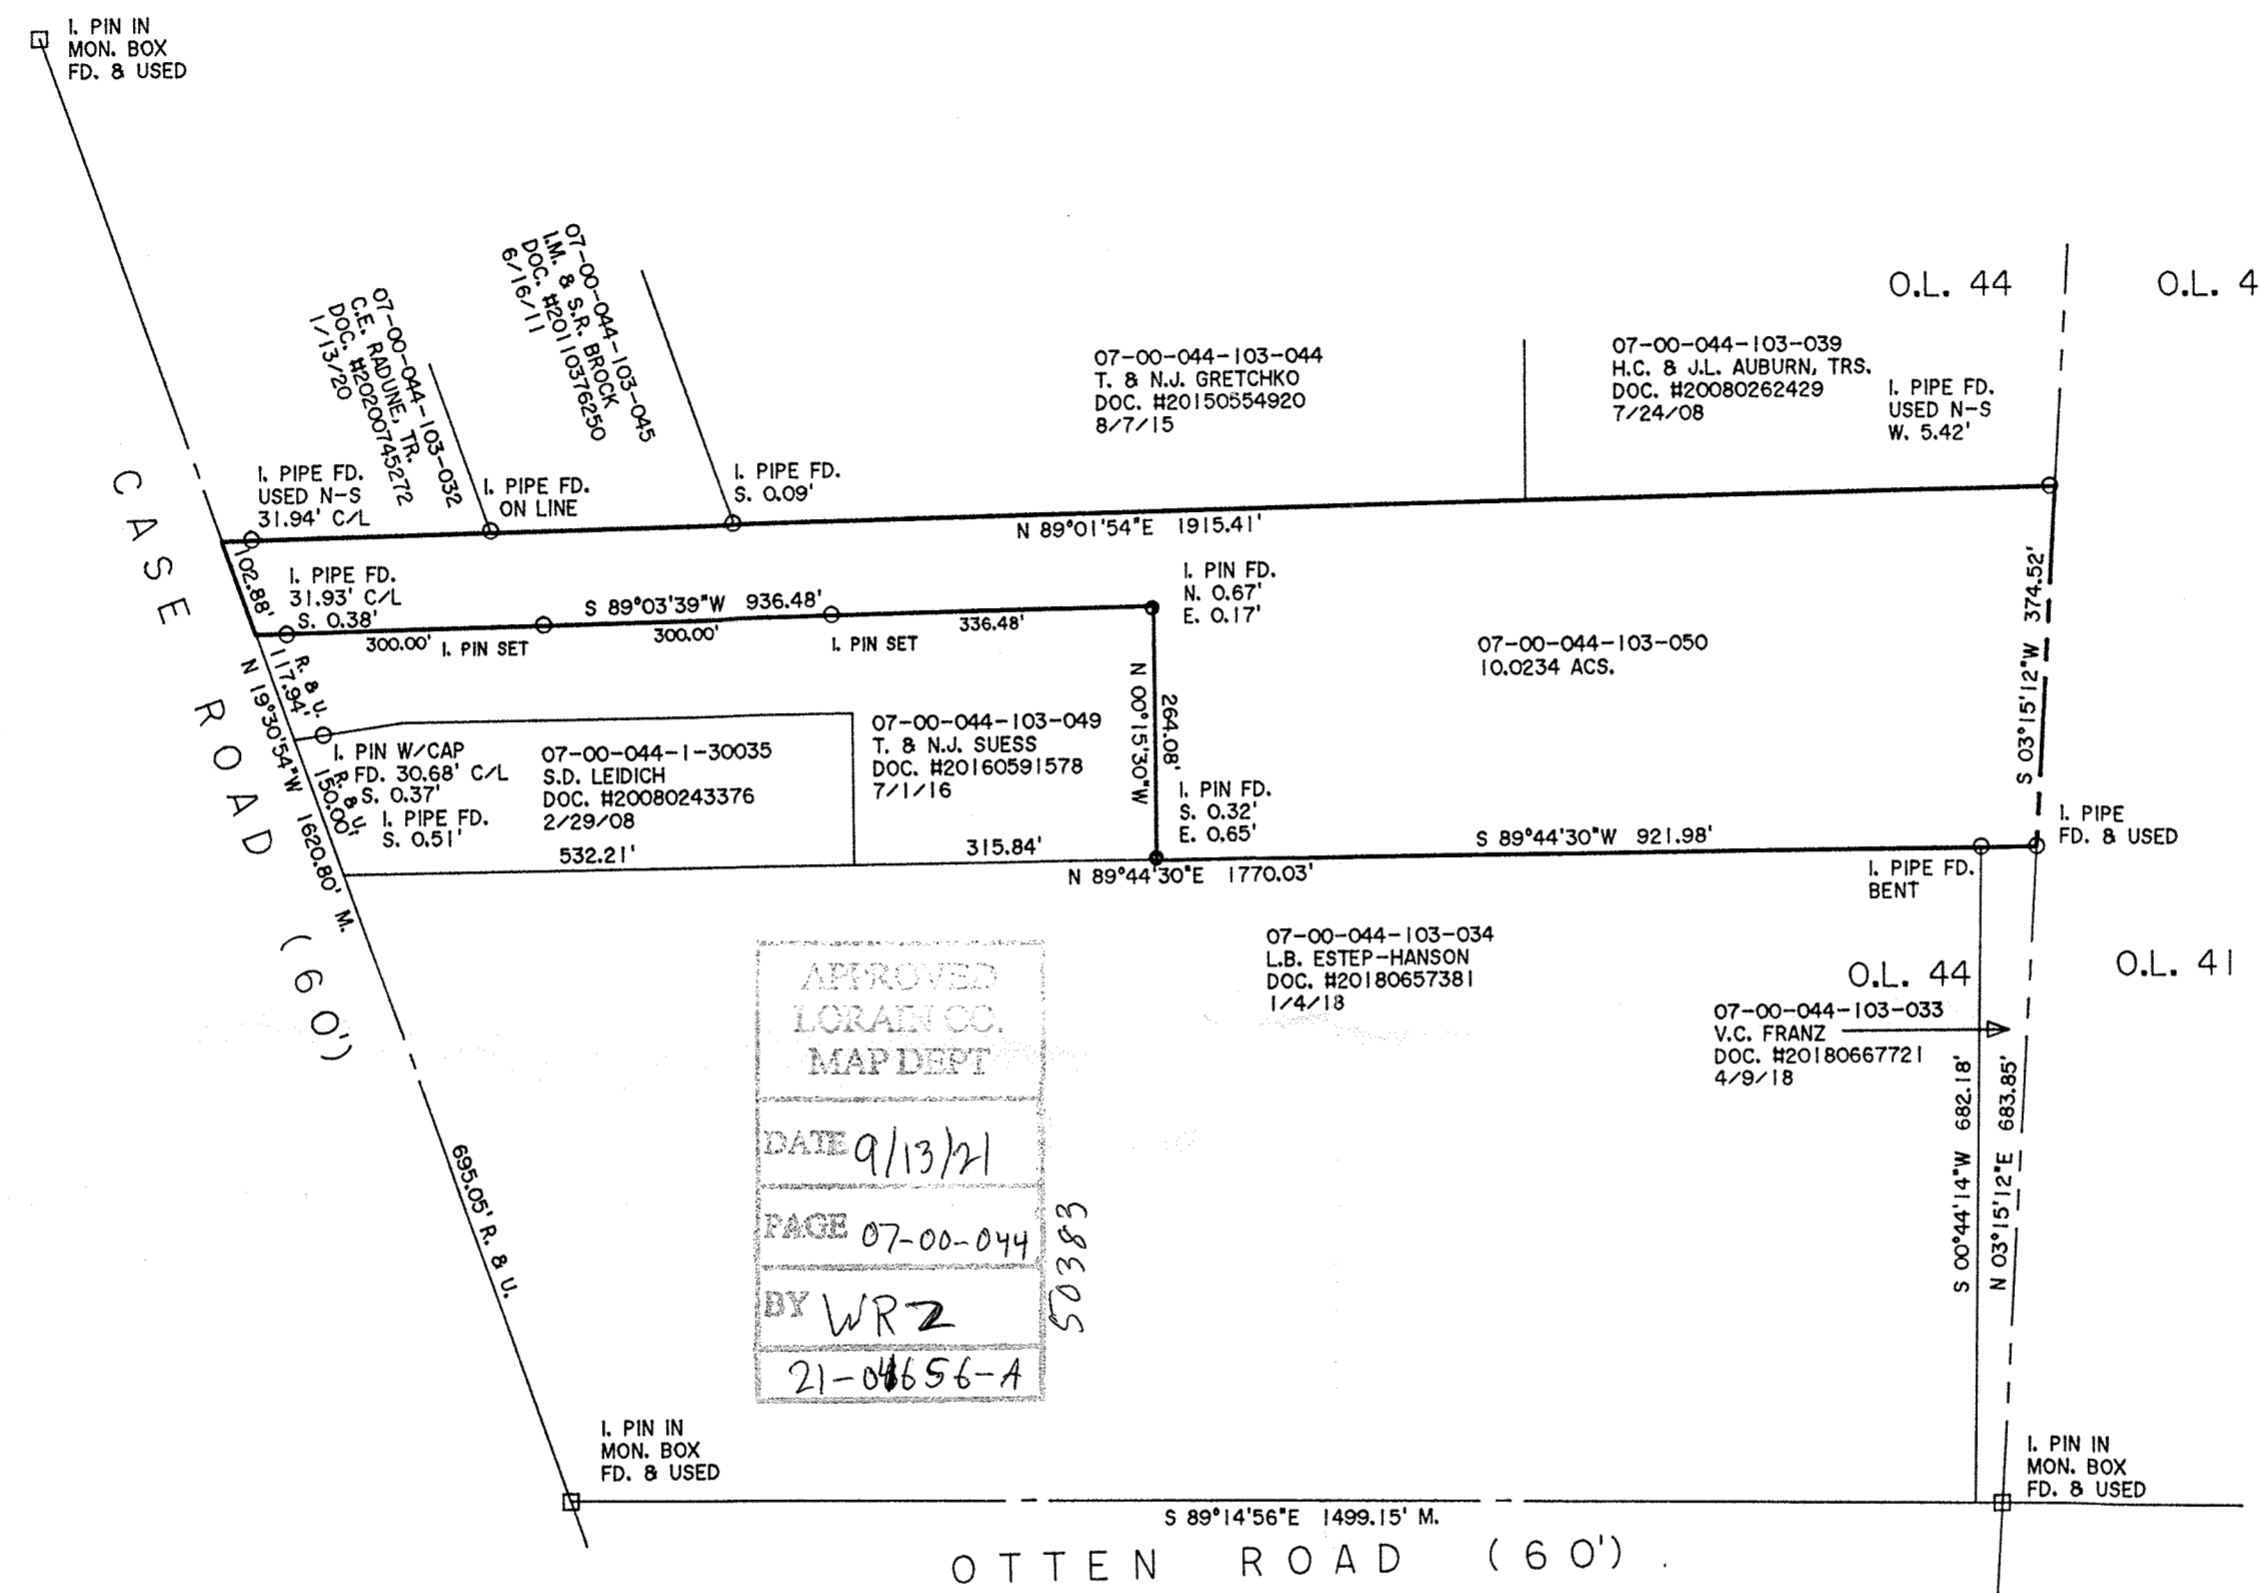 I. PIN IN
MON. BOX
FD. & USED
O.L. 44
O.L. 4
07-00-044-103-045
I.M. & S.R. BROCK
DOC. #20110376250
6/16/11
07-00-044-103-032
C.E. RADUNE, TR.
DOC. #20200745272
1/13/20
07-00-044-103-044
T. & N.J. GRETCHKO
DOC. #20150554920
8/7/15
07-00-044-103-039
H.C. & J.L. AUBURN, TRS.
DOC. #20080262429
7/24/08
I. PIPE FD.
USED N-S
W. 5.42'
I. PIPE FD.
USED N-S
31.94' C/L
I. PIPE FD.
ON LINE
I. PIPE FD.
S. 0.09'
N 89°01'54"E 1915.41'
CASE ROAD (60')
102.88'
I. PIPE FD.
31.93' C/L
S. 0.38'
S 89°03'39"W 936.48'
300.00'
I. PIN SET
300.00'
I. PIN SET
336.48'
I. PIN FD.
N. 0.67'
E. 0.17'
07-00-044-103-050
10.0234 ACS.
S 03°15'12"W 374.52'
R. & U.
117.94'
N 19°30'54"W 1620.80' M.
N 00°15'30"W
264.08'
I. PIN W/CAP
FD. 30.68' C/L
S. 0.37'
R. & U.
150.00'
I. PIPE FD.
S. 0.51'
07-00-044-1-30035
S.D. LEIDICH
DOC. #20080243376
2/29/08
532.21'
07-00-044-103-049
T. & N.J. SUESS
DOC. #20160591578
7/1/16
315.84'
I. PIN FD.
S. 0.32'
E. 0.65'
S 89°44'30"W 921.98'
I. PIPE
FD. & USED
N 89°44'30"E 1770.03'
I. PIPE FD.
BENT
07-00-044-103-034
L.B. ESTEP-HANSON
DOC. #20180657381
1/4/18
O.L. 44
O.L. 41
07-00-044-103-033
V.C. FRANZ
DOC. #20180667721
4/9/18
S 00°44'14"W 682.18'
N 03°15'12"E 683.85'
APPROVED
LORAIN CO.
MAP DEPT
DATE 9/13/21
PAGE 07-00-044
BY WRZ
21-04656-A
50383
695.05' R. & U.
I. PIN IN
MON. BOX
FD. & USED
I. PIN IN
MON. BOX
FD. & USED
S 89°14'56"E 1499.15' M.
OTTEN ROAD (60')